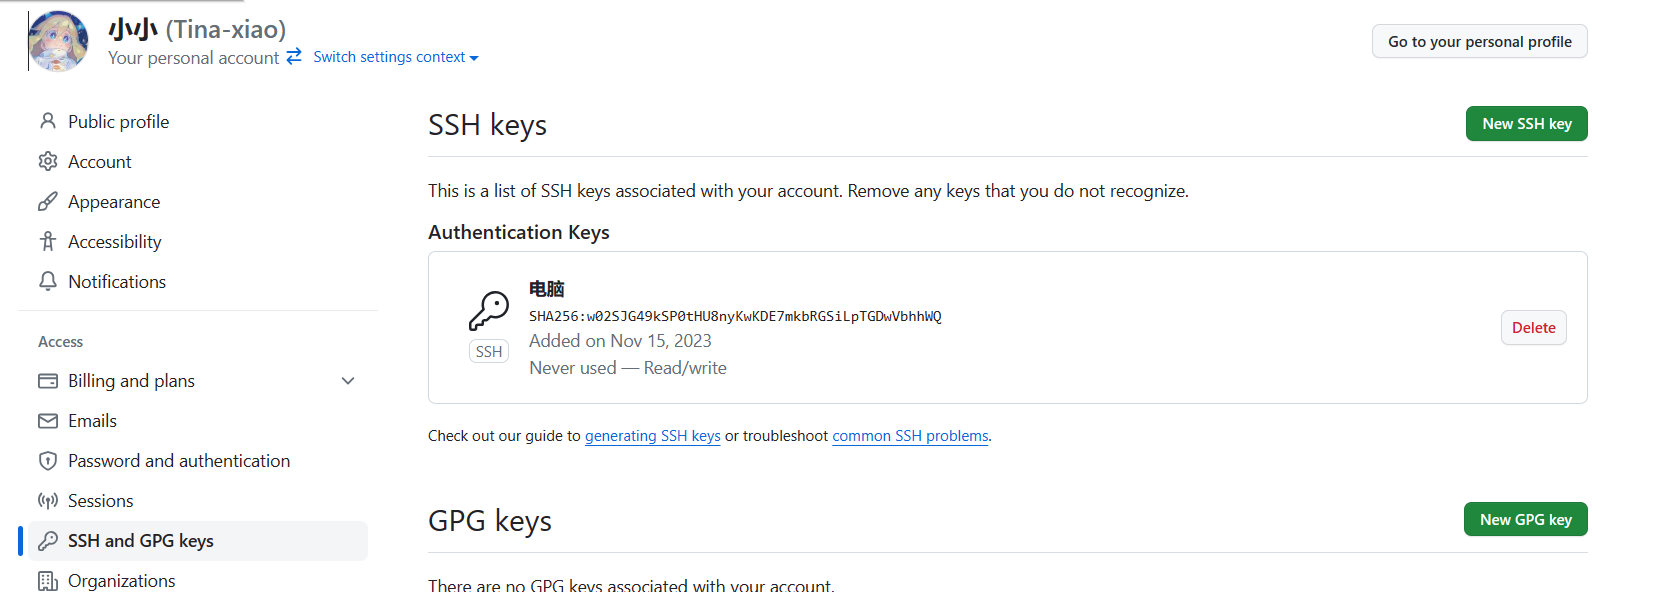 小小 (Tina-xiao)
Your personal account
Switch settings context
Go to your personal profile
Public profile
Account
Appearance
Accessibility
Notifications
Access
Billing and plans
Emails
Password and authentication
Sessions
SSH and GPG keys
Organizations
SSH keys
New SSH key
This is a list of SSH keys associated with your account. Remove any keys that you do not recognize.
Authentication Keys
电脑
SHA256:w02SJG49kSP0tHU8nyKwKDE7mkbRGSiLpTGDwVbhhWQ
Added on Nov 15, 2023
Never used — Read/write
SSH
Delete
Check out our guide to generating SSH keys or troubleshoot common SSH problems.
GPG keys
New GPG key
There are no GPG keys associated with your account.